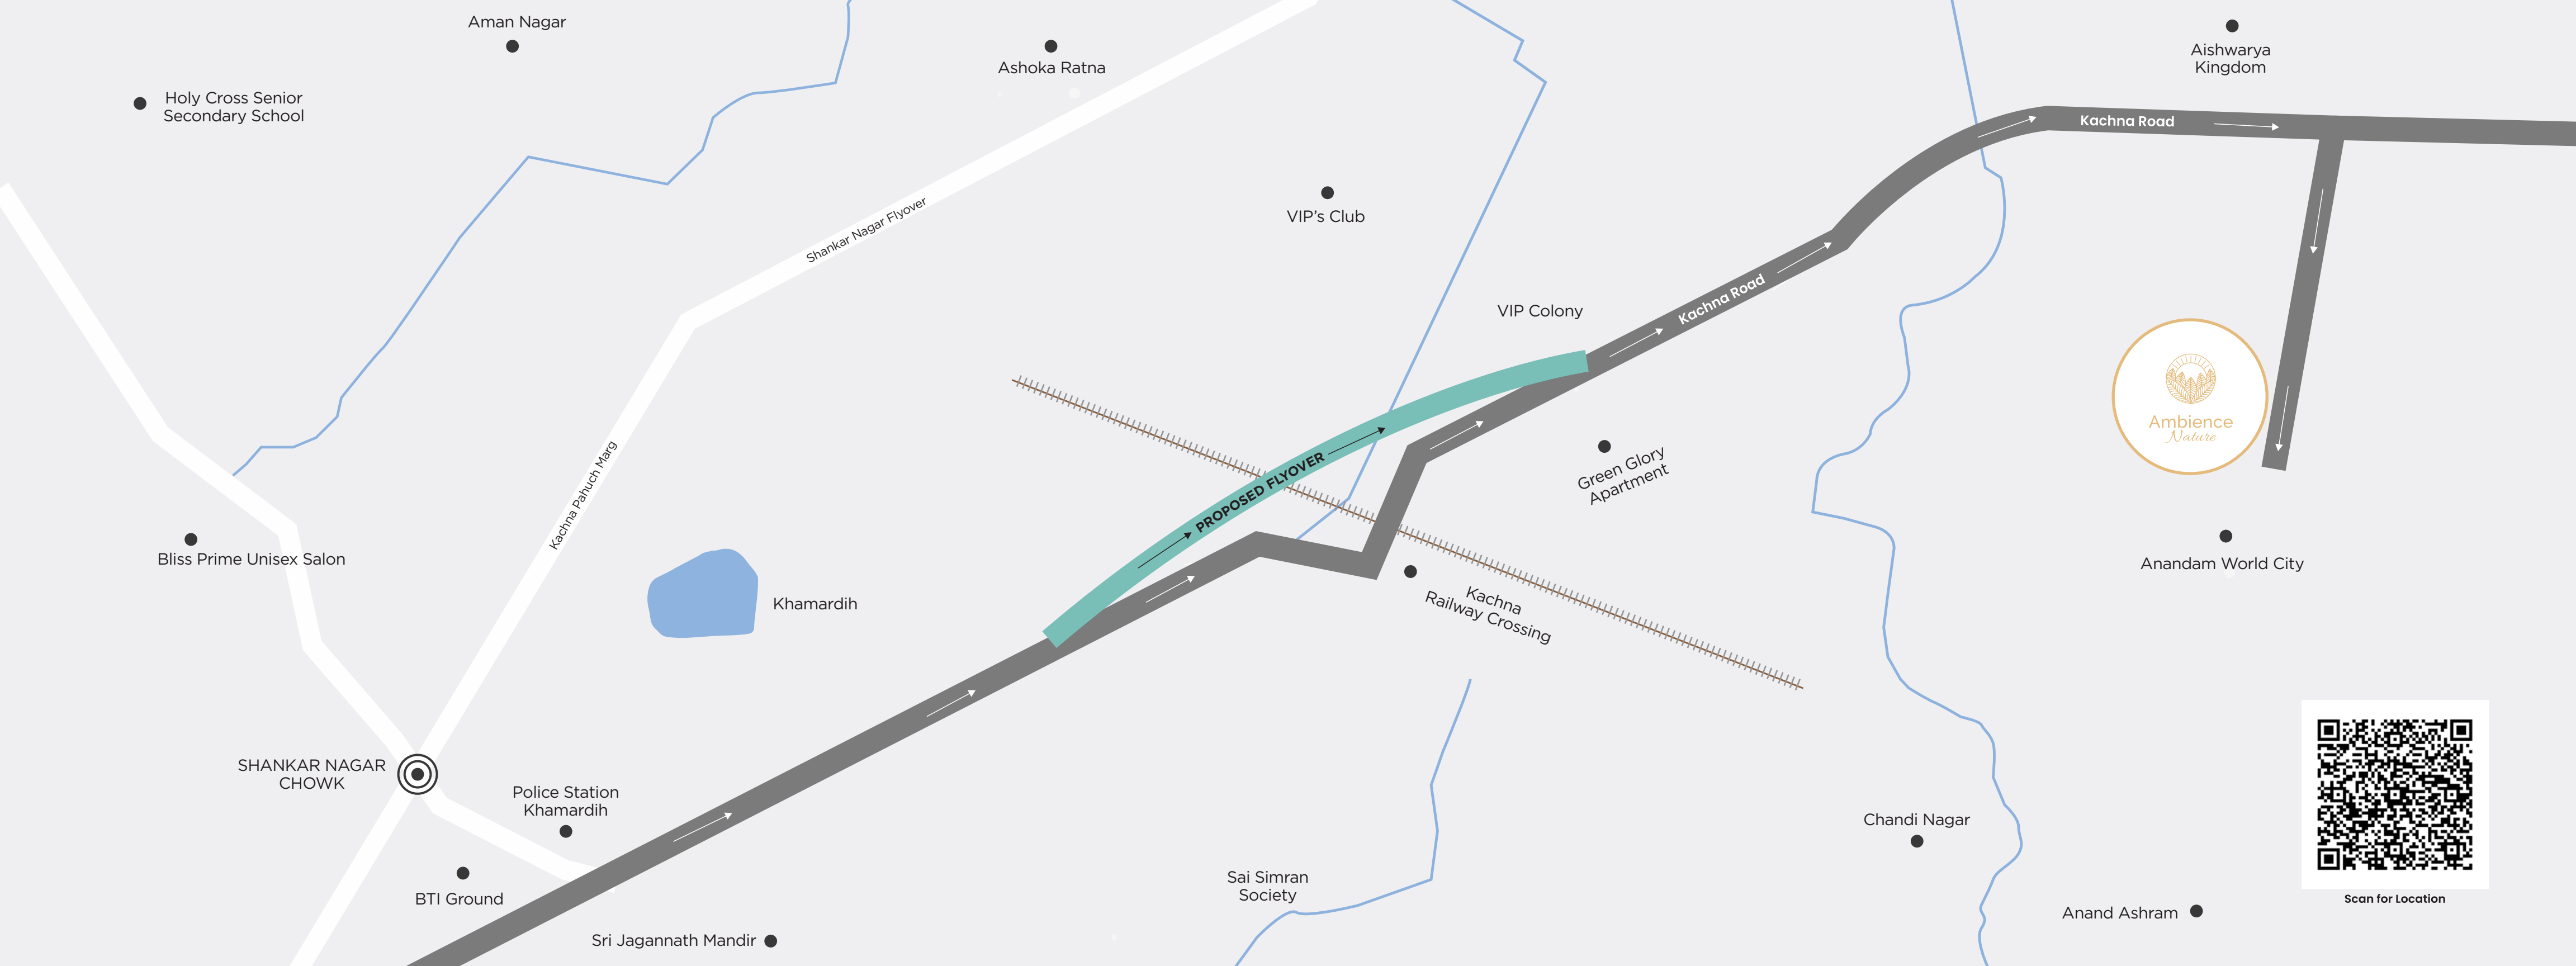 Aman Nagar
Ashoka Ratna
Aishwarya
Kingdom
Holy Cross Senior
Secondary School
Kachna Road
Shankar Nagar Flyover
VIP's Club
VIP Colony
Kachna Road
Ambience
Nature
Kachna Pahuch Marg
PROPOSED FLYOVER
Green Glory
Apartment
Bliss Prime Unisex Salon
Anandam World City
Khamardih
Kachna
Railway Crossing
SHANKAR NAGAR
CHOWK
Police Station
Khamardih
Chandi Nagar
BTI Ground
Sai Simran
Society
Scan for Location
Anand Ashram
Sri Jagannath Mandir